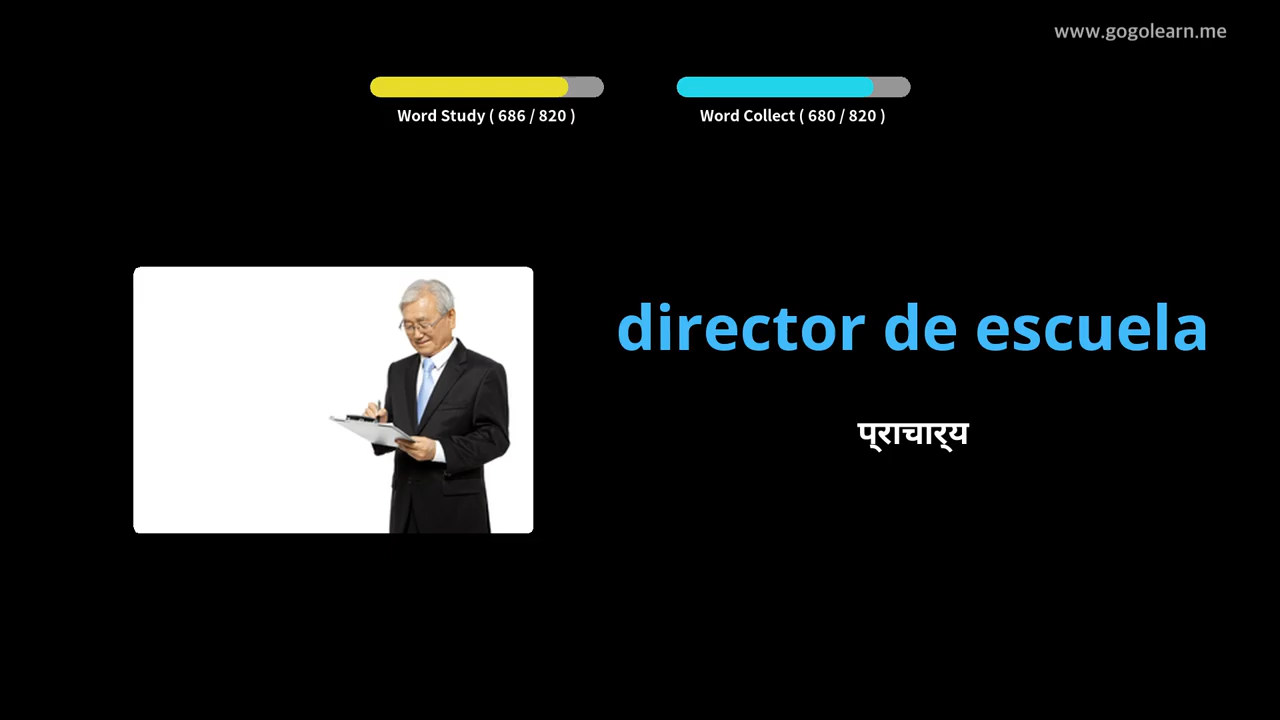 www.gogolearn.me
Word Study ( 686 / 820 )
Word Collect ( 680 / 820 )
director de escuela
प्राचार्य